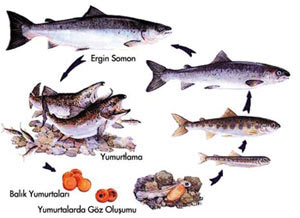 Ergin Somon
Yumurtlama
Balık Yumurtaları
Yumurtalarda Göz Oluşumu